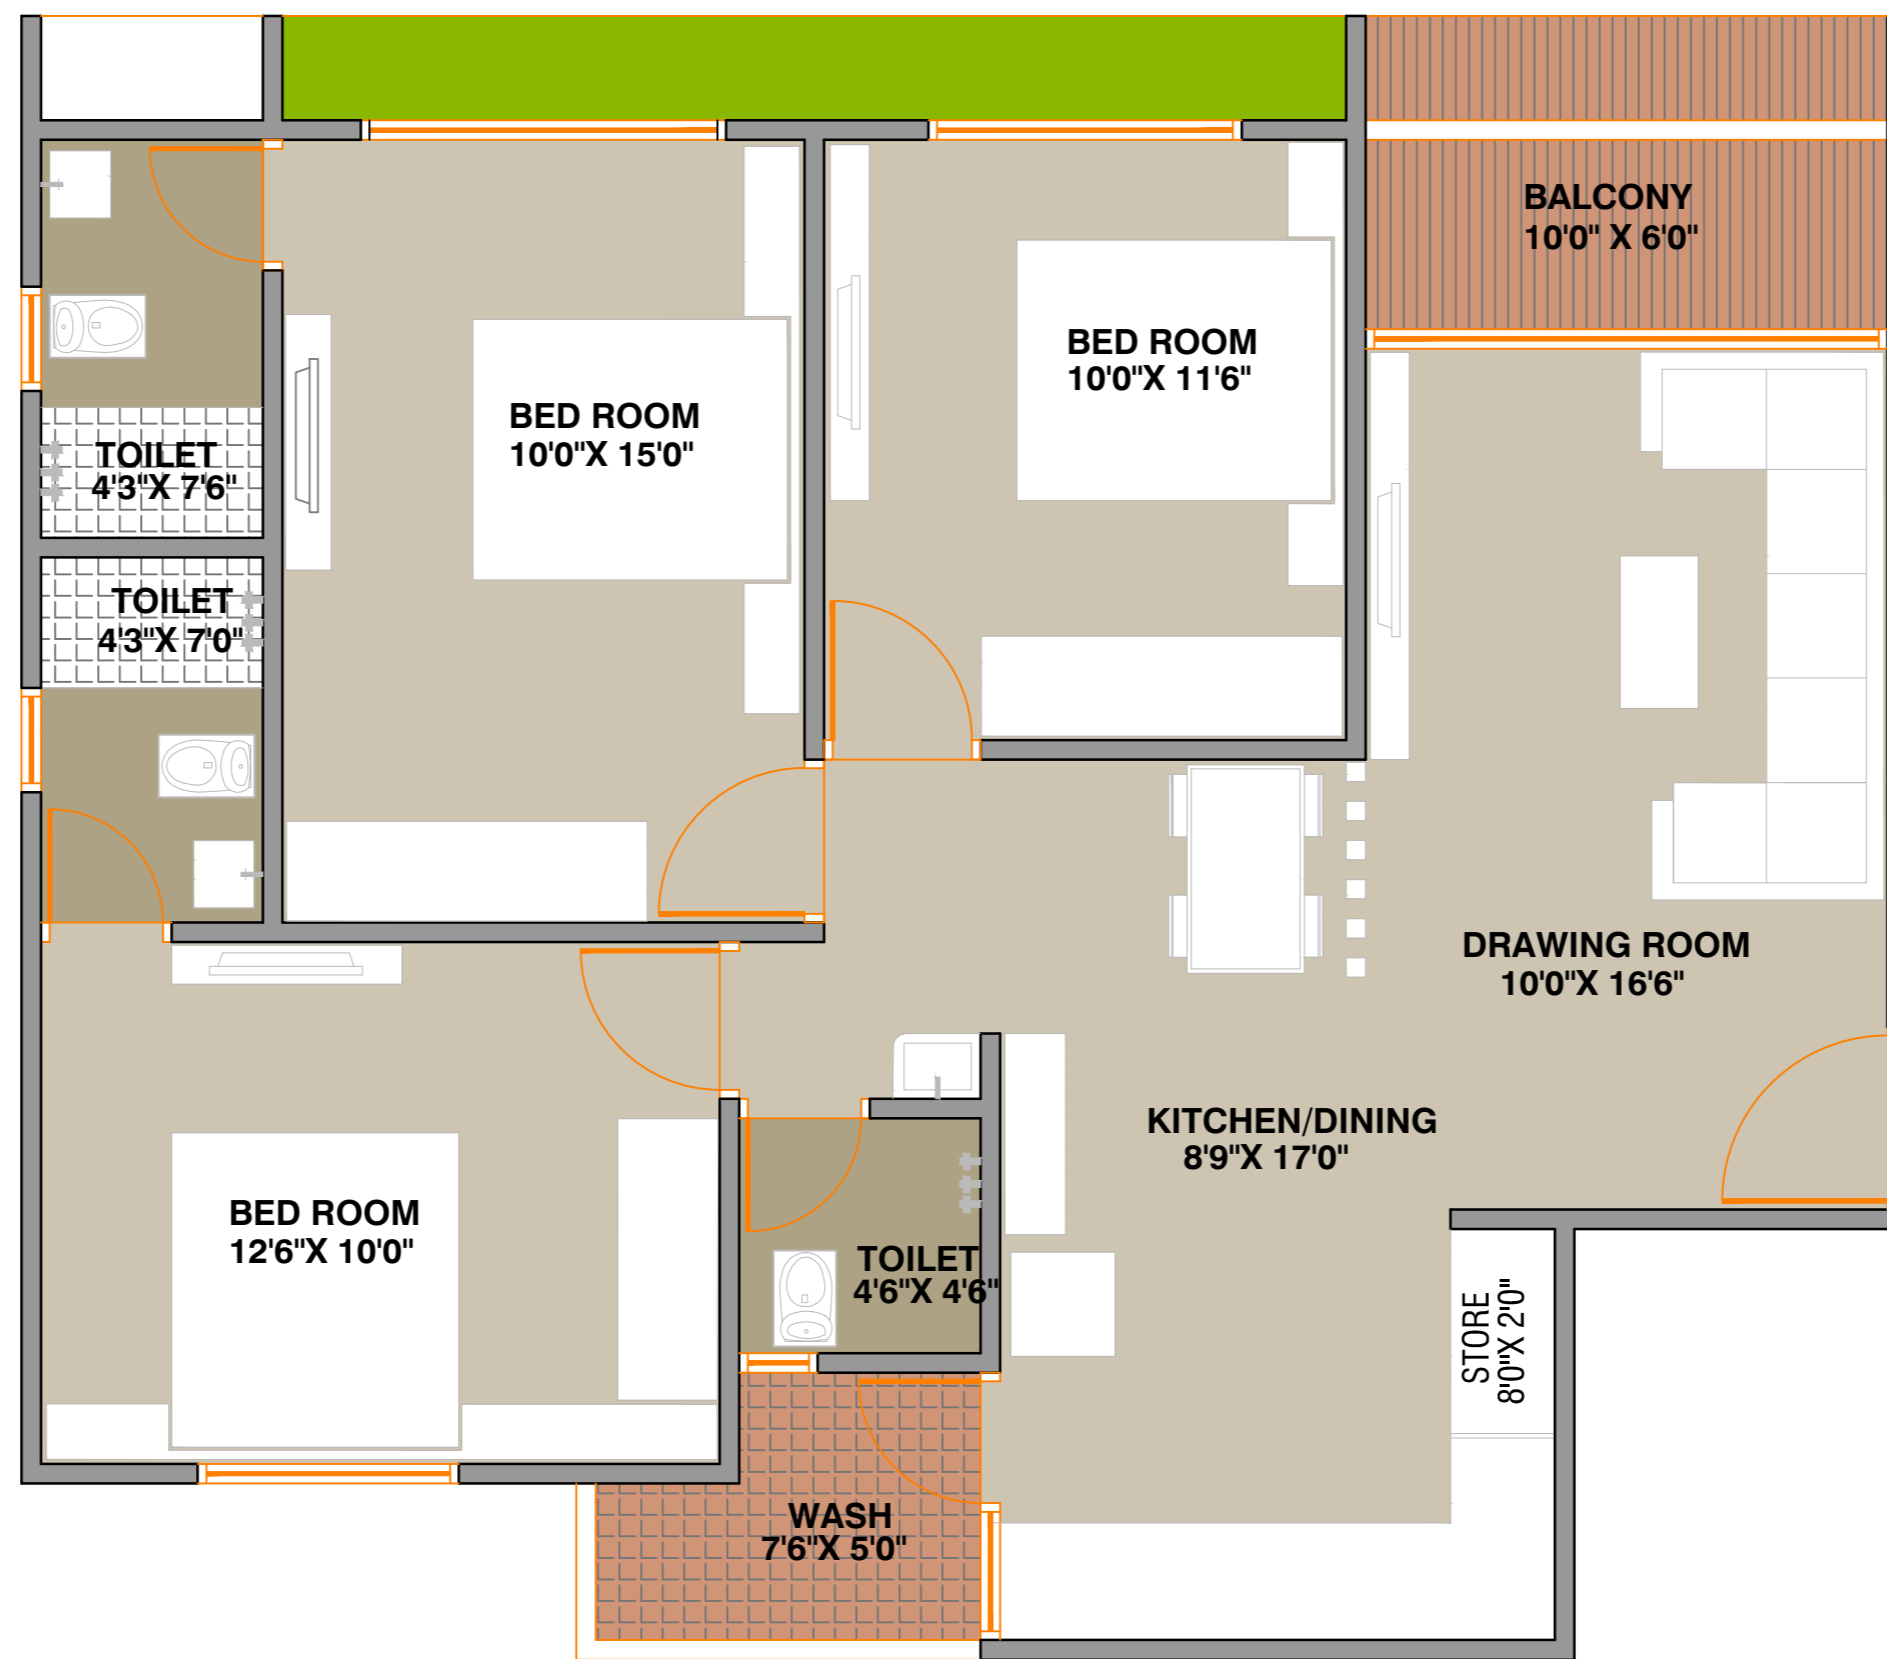 BALCONY
10'0" X 6'0"
BED ROOM
10'0"X 11'6"
BED ROOM
10'0"X 15'0"
TOILET
4'3"X 7'6"
TOILET
4'3"X 7'0"
DRAWING ROOM
10'0"X 16'6"
KITCHEN/DINING
8'9"X 17'0"
BED ROOM
12'6"X 10'0"
TOILET
4'6"X 4'6"
STORE
8'0"X 2'0"
WASH
7'6"X 5'0"